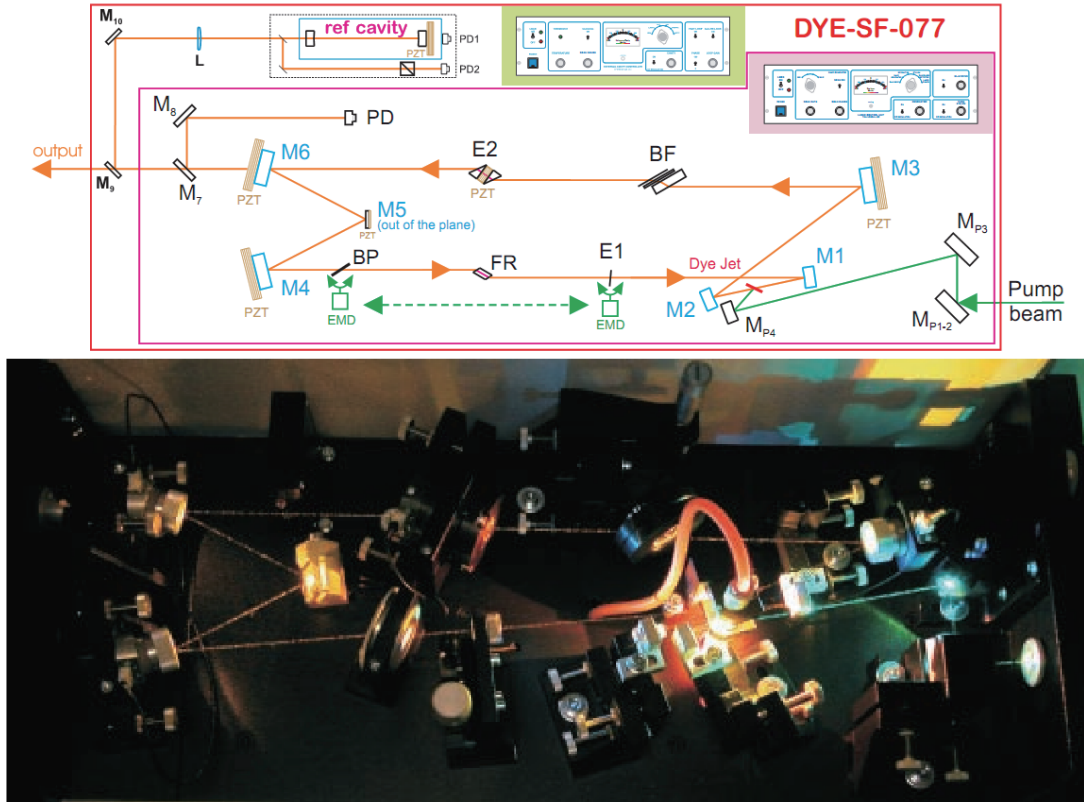 M10
L
ref cavity
PZT
PD1
PD2
DYE-SF-077
M8
PD
output
M9
M7
M6
PZT
M5
(out of the plane)
PZT
E2
PZT
BF
M3
PZT
MP3
M4
PZT
BP
EMD
FR
E1
EMD
Dye Jet
M1
M2
MP4
MP1-2
Pump
beam